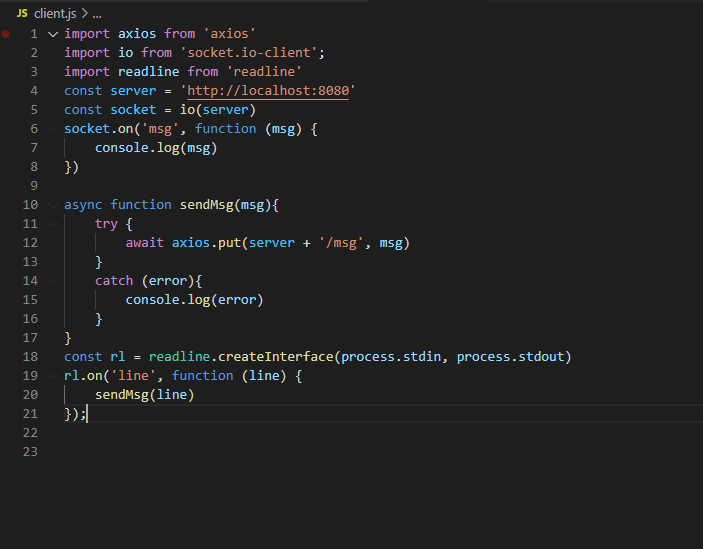 JS client.js > ...
1 import axios from 'axios'
2 import io from 'socket.io-client';
3 import readline from 'readline'
4 const server = 'http://localhost:8080'
5 const socket = io(server)
6 socket.on('msg', function (msg) {
7     console.log(msg)
8 })
9
10 async function sendMsg(msg){
11     try {
12         await axios.put(server + '/msg', msg)
13     }
14     catch (error){
15         console.log(error)
16     }
17 }
18 const rl = readline.createInterface(process.stdin, process.stdout)
19 rl.on('line', function (line) {
20     sendMsg(line)
21 });
22
23